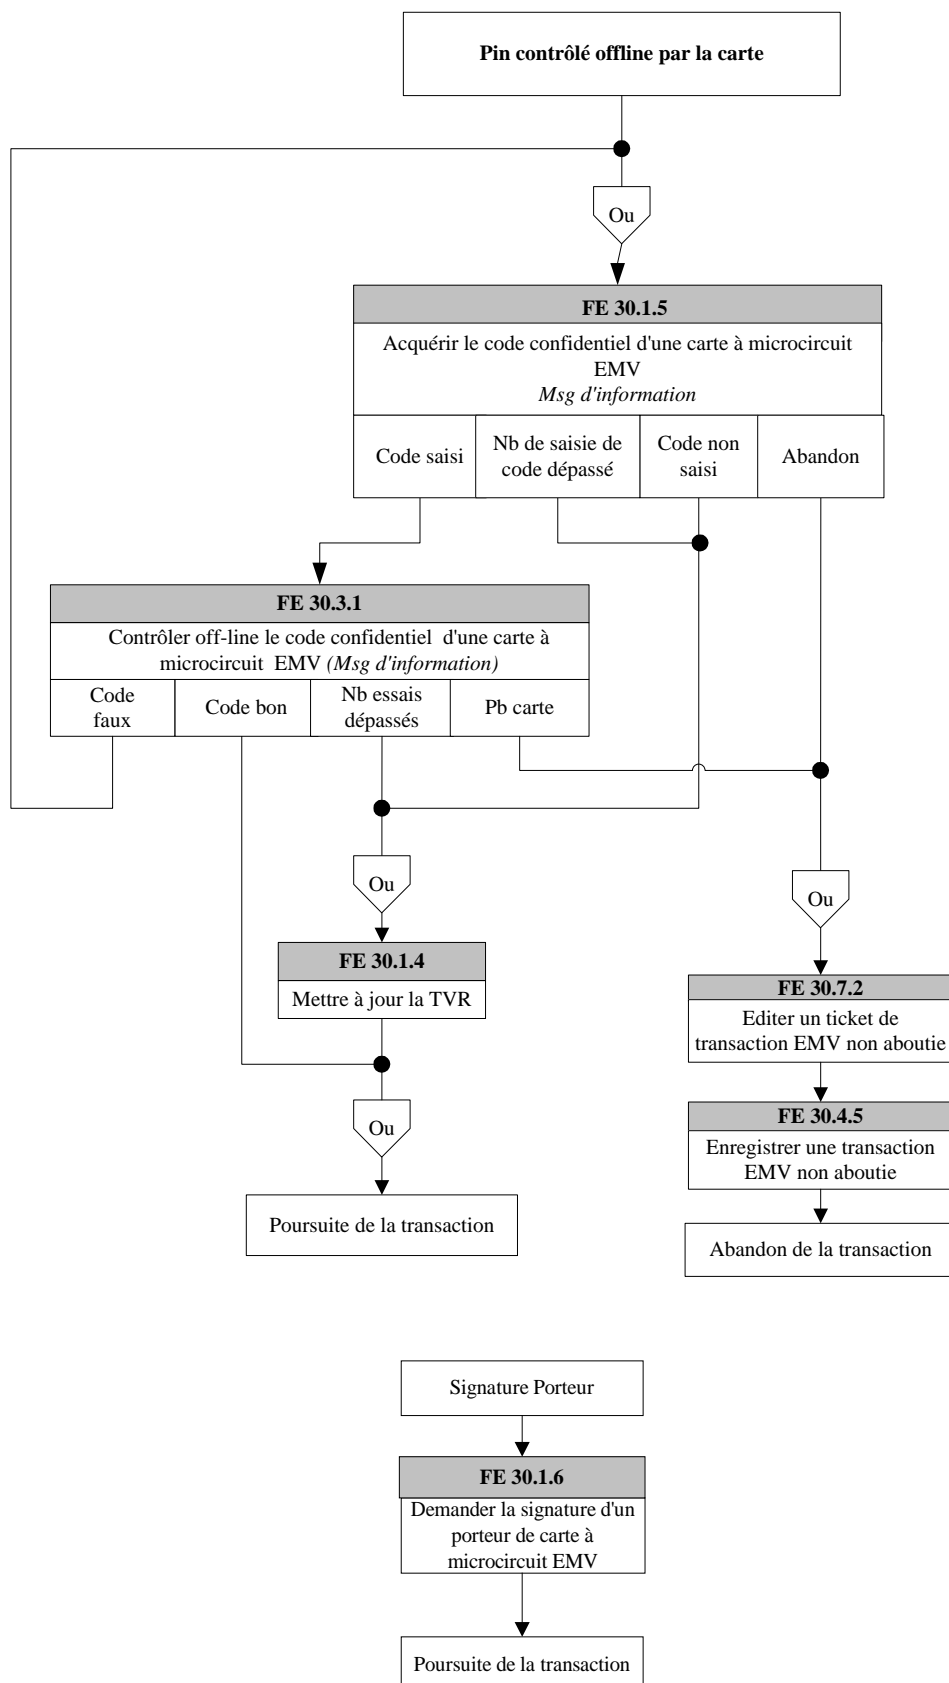 Pin contrôlé offline par la carte
Ou
FE 30.1.5
Acquérir le code confidentiel d'une carte à microcircuit
EMV
Msg d'information
Code saisi
Nb de saisie de
code dépassé
Code non
saisi
Abandon
FE 30.3.1
Contrôler off-line le code confidentiel d'une carte à
microcircuit EMV (Msg d'information)
Code
faux
Code bon
Nb essais
dépassés
Pb carte
Ou
Ou
FE 30.1.4
Mettre à jour la TVR
FE 30.7.2
Editer un ticket de
transaction EMV non aboutie
Ou
FE 30.4.5
Enregistrer une transaction
EMV non aboutie
Poursuite de la transaction
Abandon de la transaction
Signature Porteur
FE 30.1.6
Demander la signature d'un
porteur de carte à
microcircuit EMV
Poursuite de la transaction